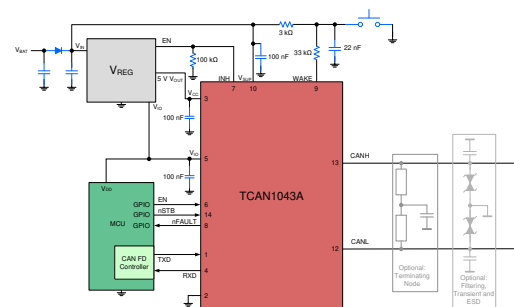 3 kΩ
VBAT
VIN
EN
VREG
100 kΩ
33 kΩ
22 nF
100 nF
5 V VOUT
VCC
INH
VSUP
WAKE
3
7
10
9
VIO
100 nF
VIO
5
100 nF
TCAN1043A
13
CANH
VDD
MCU
GPIO
EN
6
GPIO
nSTB
14
GPIO
nFAULT
8
CAN FD
Controller
TXD
1
RXD
4
2
12
CANL
Optional:
Terminating
Node
Optional:
Filtering,
Transient and
ESD